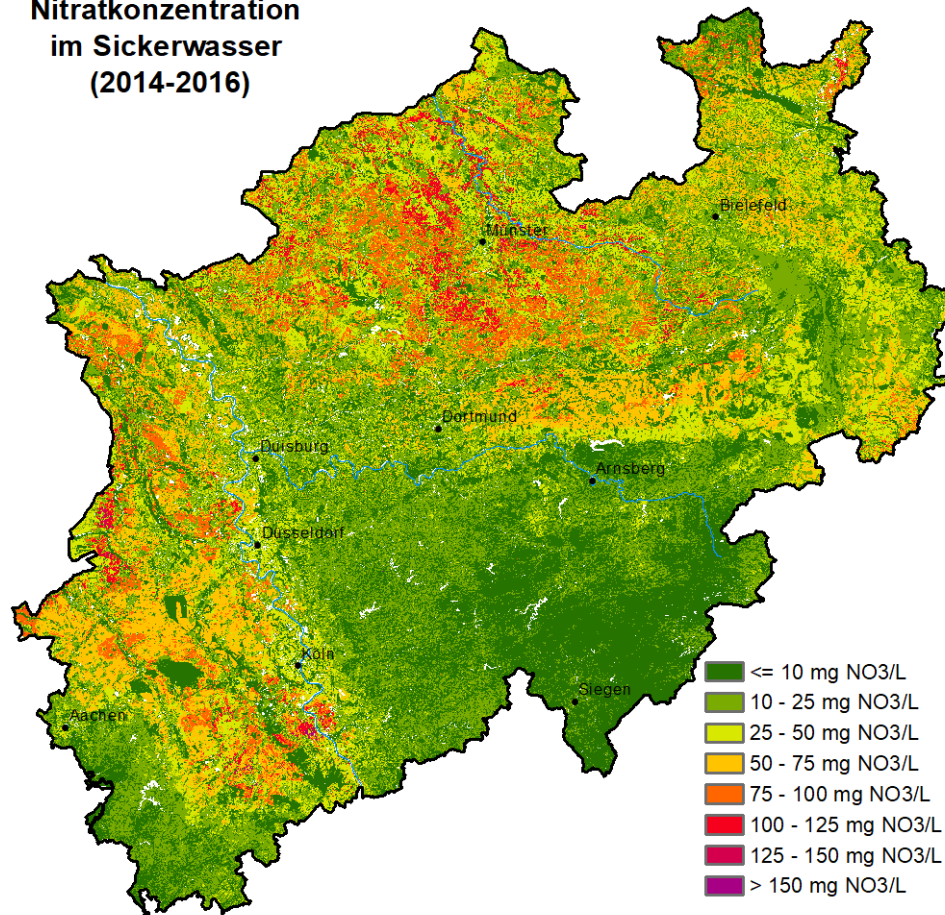 Nitratkonzentration
im Sickerwasser
(2014-2016)
Bielefeld
Münster
Dortmund
Duisburg
Arnsberg
Düsseldorf
Köln
Siegen
Aachen
<= 10 mg NO3/L
10 - 25 mg NO3/L
25 - 50 mg NO3/L
50 - 75 mg NO3/L
75 - 100 mg NO3/L
100 - 125 mg NO3/L
125 - 150 mg NO3/L
> 150 mg NO3/L